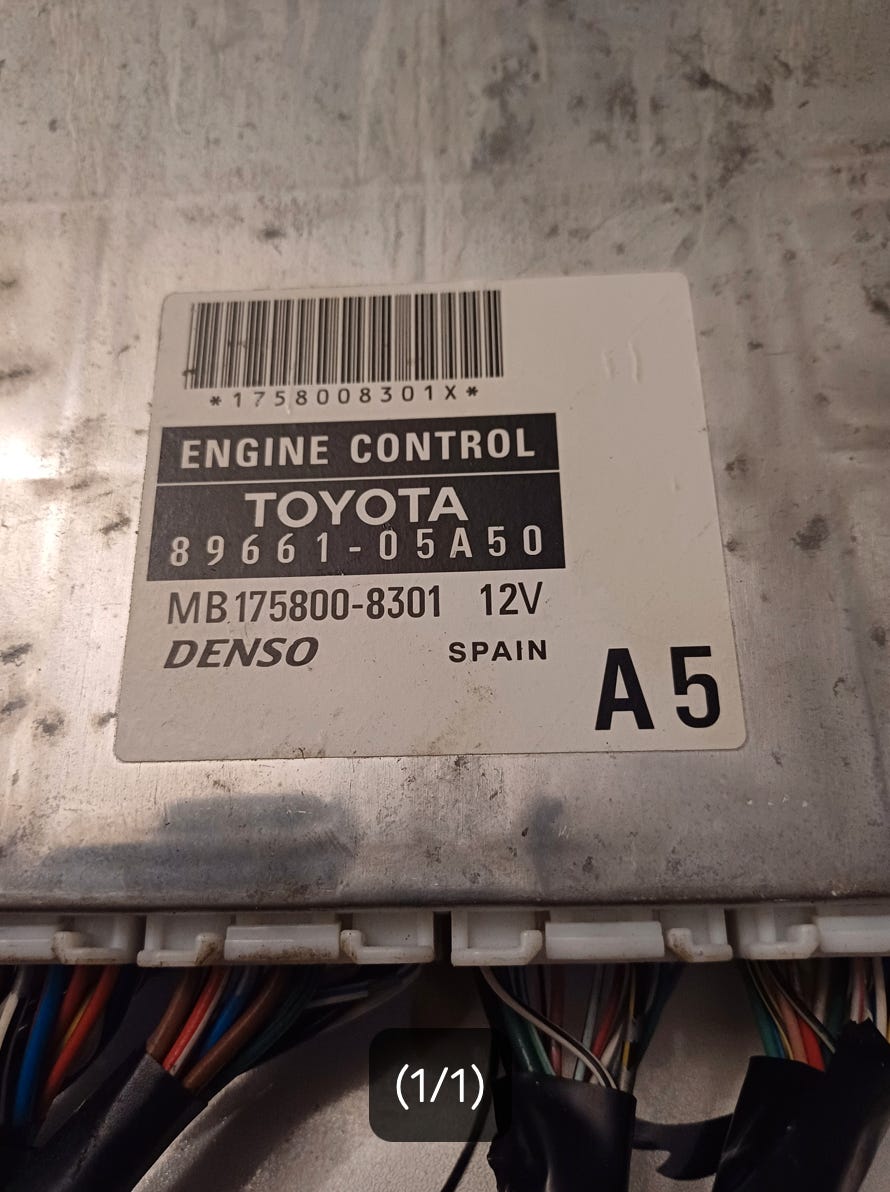 *1758008301X*
ENGINE CONTROL
TOYOTA
89661-05A50
MB175800-8301 12V
DENSO SPAIN
A5
(1/1)